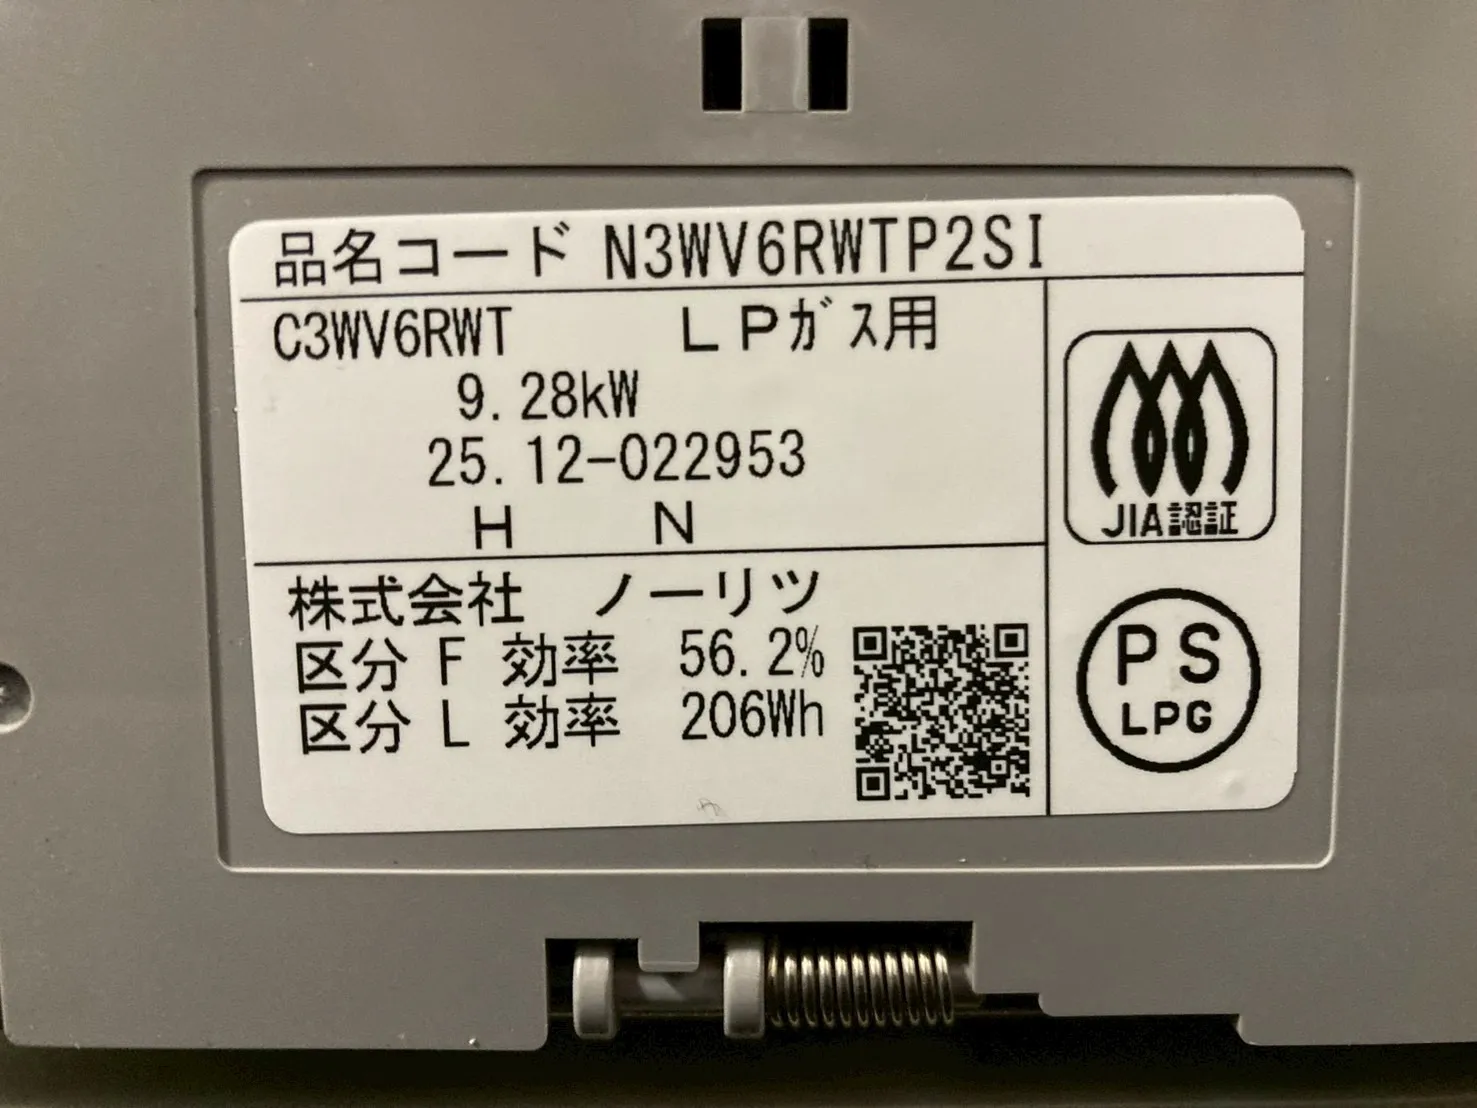 品名コード N3WV6RWTP2SI
C3WV6RWT LPガス用
9.28kW
25.12-022953
H N
JIA認証
株式会社 ノーリツ
区分 F 効率 56.2%
区分 L 効率 206Wh
PS
LPG